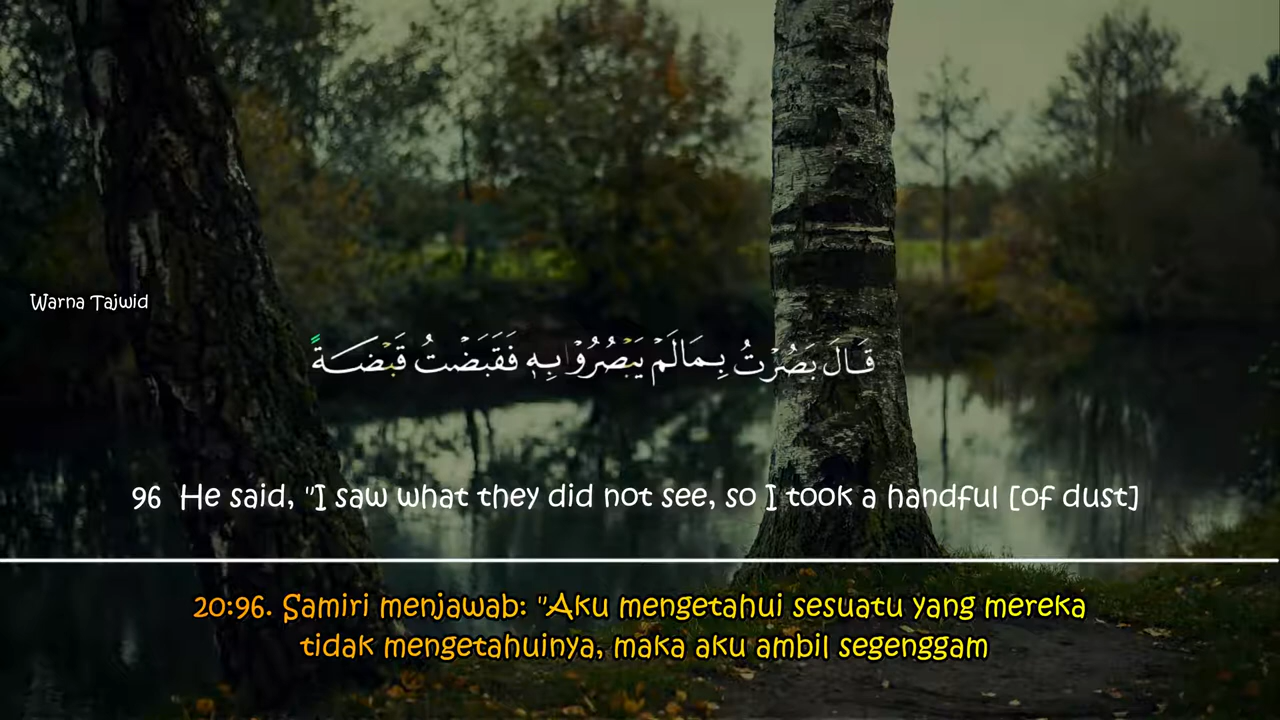 Warna Tajwid
قَالَ بَصُرْتُ بِمَالَمْ يَبْصُرُوْا بِهٖ فَقَبَضْتُ قَبْضَةً
96 He said, "I saw what they did not see, so I took a handful [of dust]
20:96. Samiri menjawab: "Aku mengetahui sesuatu yang mereka
tidak mengetahuinya, maka aku ambil segenggam